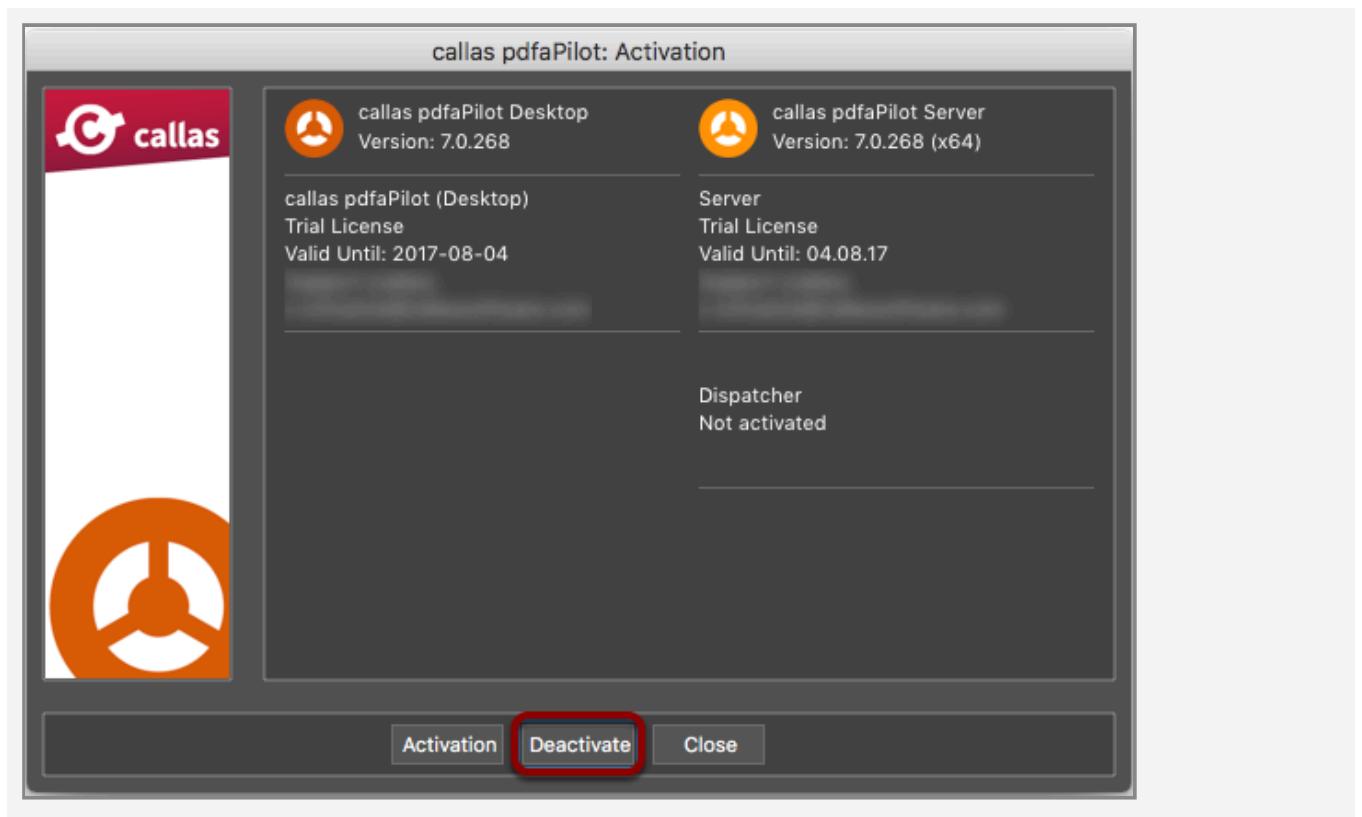 callas pdfaPilot: Activation
callas
callas pdfaPilot Desktop
Version: 7.0.268
callas pdfaPilot Server
Version: 7.0.268 (x64)
callas pdfaPilot (Desktop)
Trial License
Valid Until: 2017-08-04
Server
Trial License
Valid Until: 04.08.17
Dispatcher
Not activated
Activation
Deactivate
Close